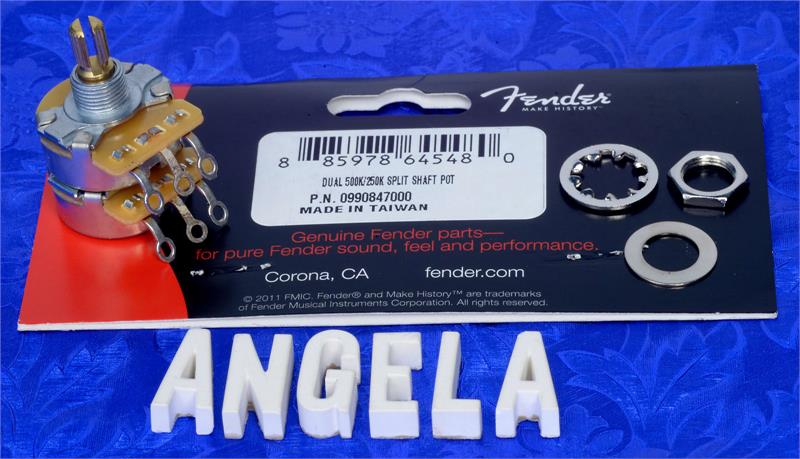 Fender
MAKE HISTORY™
8 85978 64548 0
DUAL 500K/250K SPLIT SHAFT POT
P.N. 0990847000
MADE IN TAIWAN
Genuine Fender parts—
for pure Fender sound, feel and performance.
Corona, CA fender.com
© 2011 FMIC. Fender® and Make History™ are trademarks
of Fender Musical Instruments Corporation. All rights reserved.
ANGELA